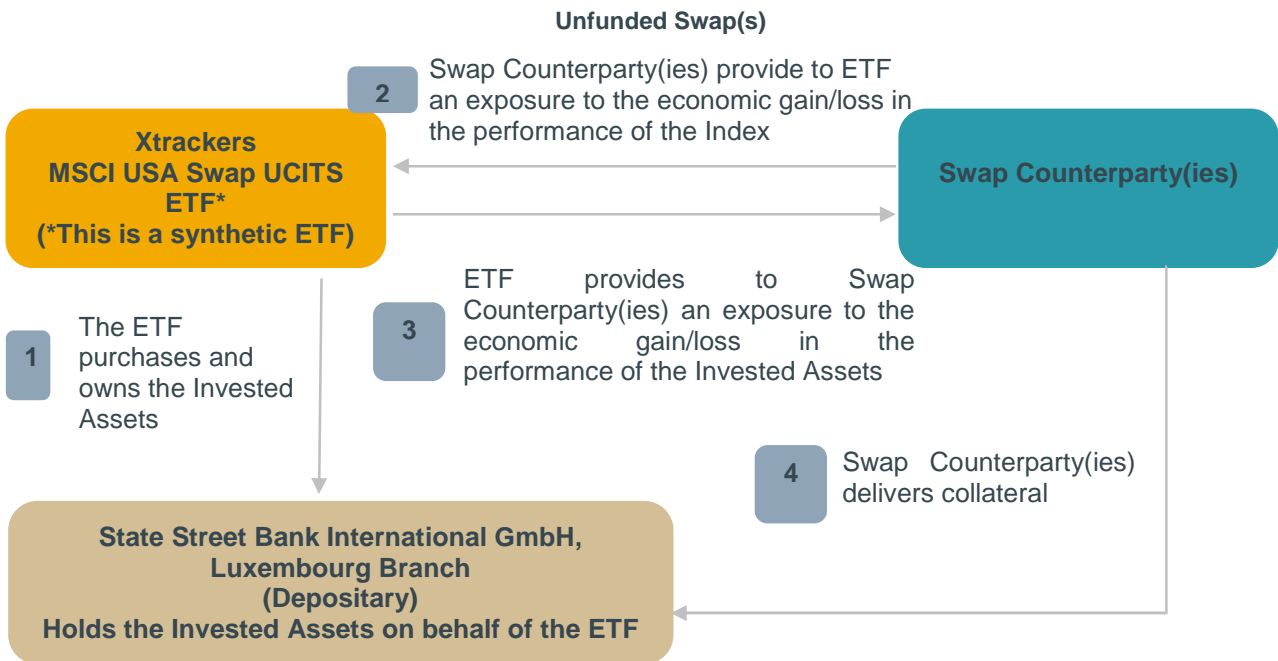 Unfunded Swap(s)
2
Swap Counterparty(ies) provide to ETF
an exposure to the economic gain/loss in
the performance of the Index
Xtrackers
MSCI USA Swap UCITS
ETF*
(*This is a synthetic ETF)
Swap Counterparty(ies)
1
The ETF
purchases and
owns the Invested
Assets
3
ETF provides to Swap
Counterparty(ies) an exposure to the
economic gain/loss in the
performance of the Invested Assets
4
Swap Counterparty(ies)
delivers collateral
State Street Bank International GmbH,
Luxembourg Branch
(Depositary)
Holds the Invested Assets on behalf of the ETF